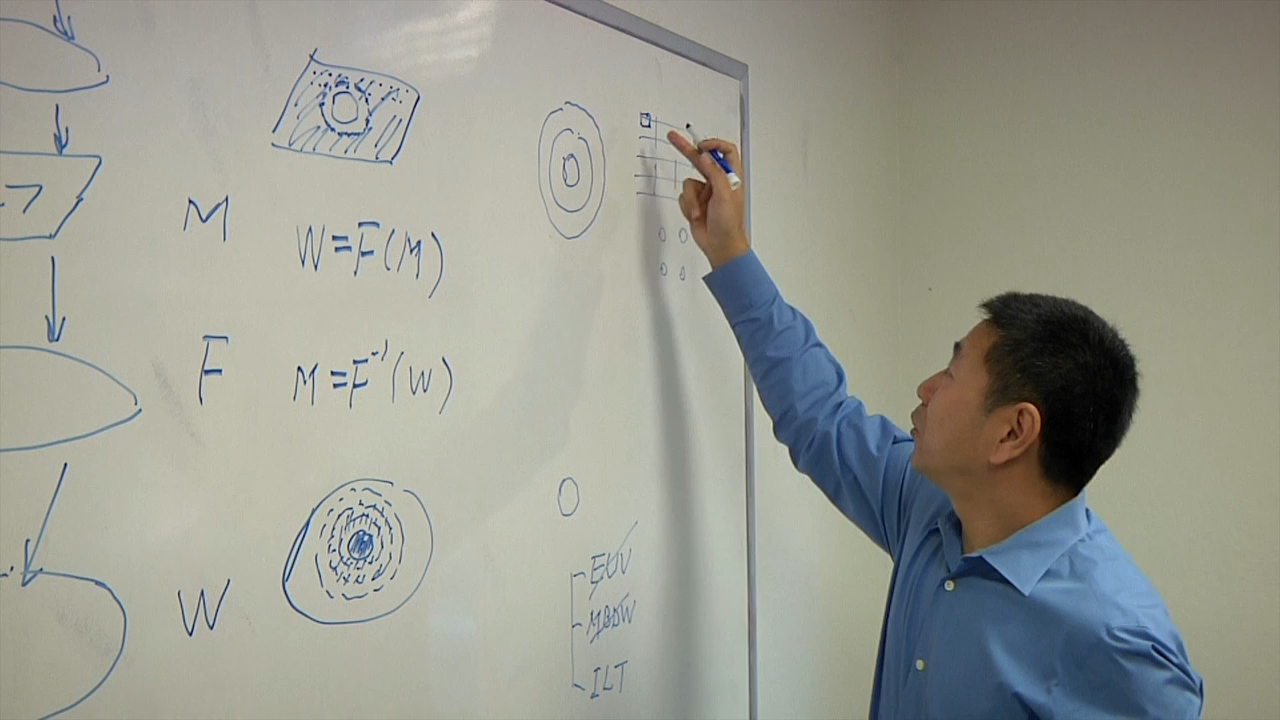 M
W=F(M)
F
M=F⁻¹(W)
W
EUV
MBDW
ILT